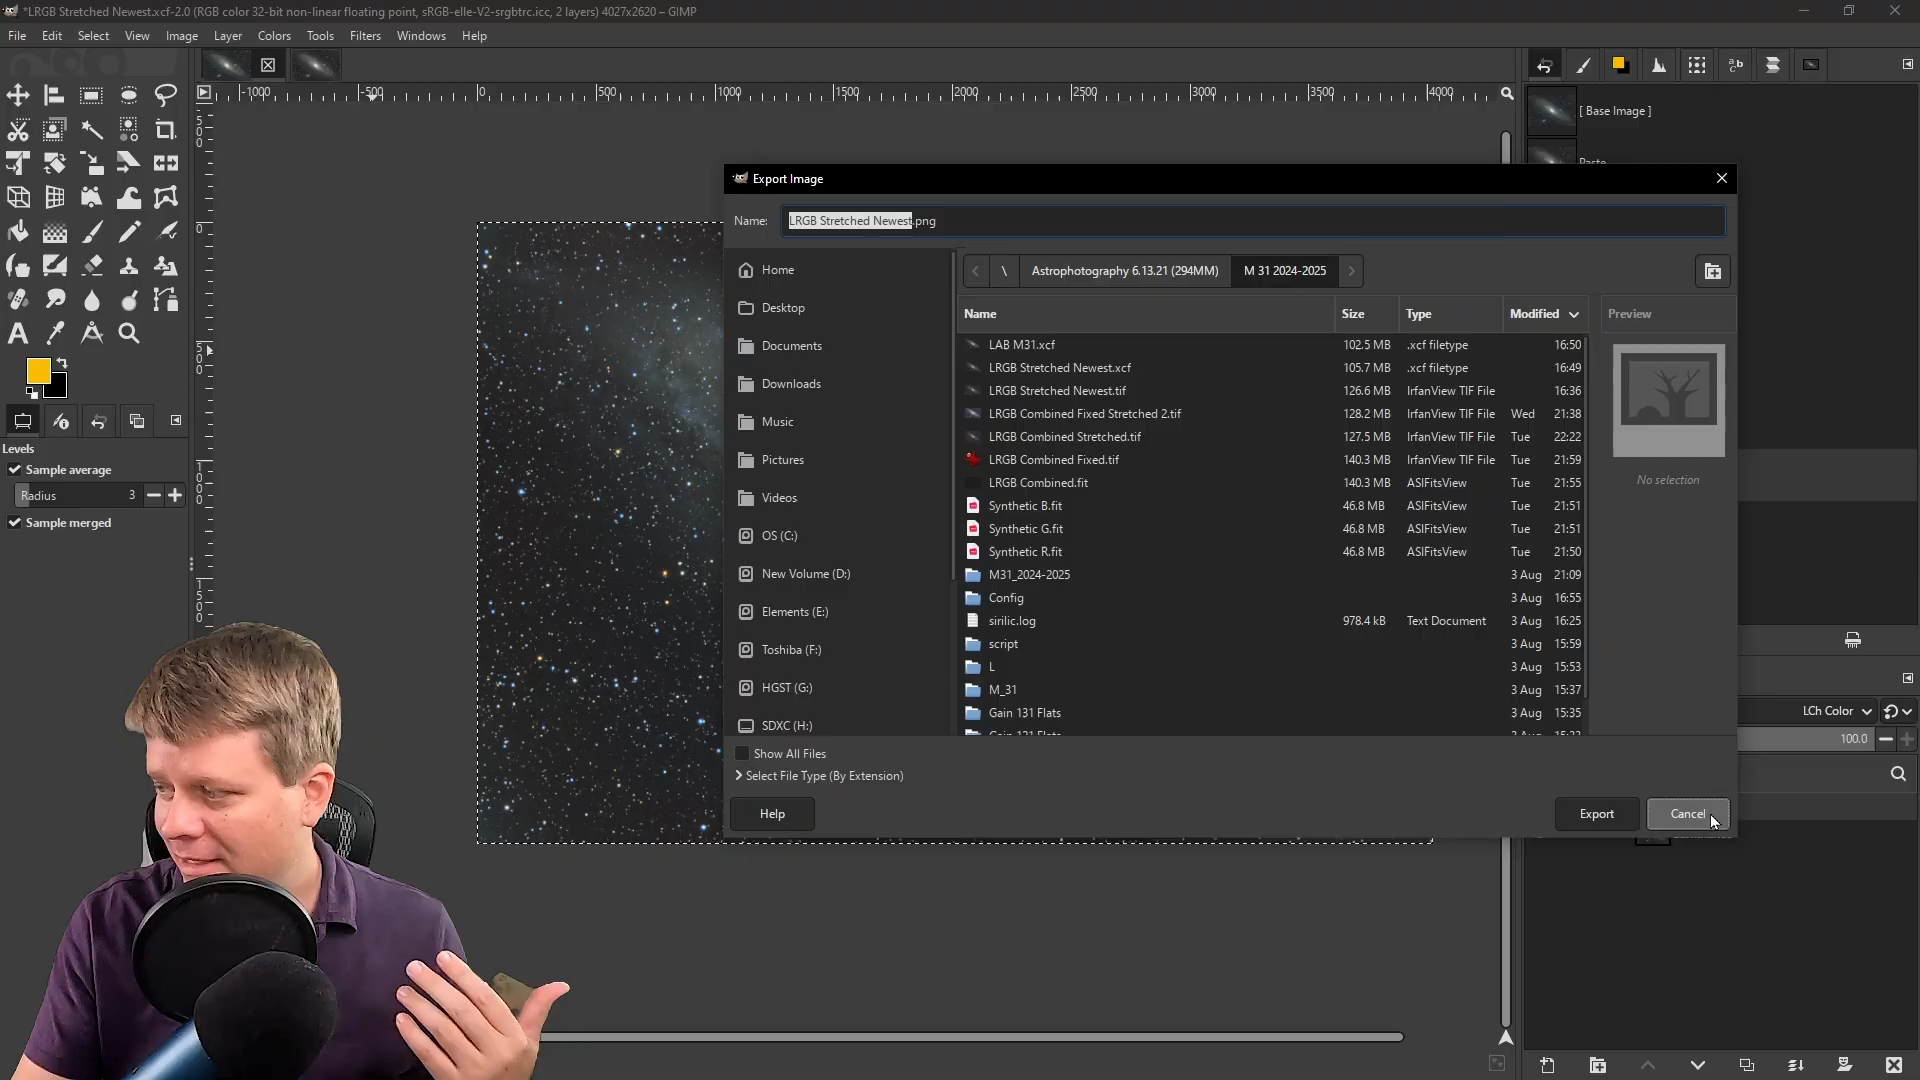 *LRGB Stretched Newest.xcf-2.0 (RGB color 32-bit non-linear floating point, sRGB-elle-V2-srgbtrc.icc, 2 layers) 4027x2620 – GIMP
File Edit Select View Image Layer Colors Tools Filters Windows Help
-1000 -500 0 500 1000 1500 2000 2500 3000 3500 4000
[ Base Image ]
Paste
Export Image
Name: LRGB Stretched Newest.png
\ Astrophotography 6.13.21 (294MM) M 31 2024-2025
Home
Desktop
Documents
Downloads
Music
Pictures
Videos
OS (C:)
New Volume (D:)
Elements (E:)
Toshiba (F:)
HGST (G:)
SDXC (H:)
Name Size Type Modified Preview
LAB M31.xcf 102.5 MB .xcf filetype 16:50
LRGB Stretched Newest.xcf 105.7 MB .xcf filetype 16:49
LRGB Stretched Newest.tif 126.6 MB IrfanView TIF File 16:36
LRGB Combined Fixed Stretched 2.tif 128.2 MB IrfanView TIF File Wed 21:38
LRGB Combined Stretched.tif 127.5 MB IrfanView TIF File Tue 22:22
LRGB Combined Fixed.tif 140.3 MB IrfanView TIF File Tue 21:59
LRGB Combined.fit 140.3 MB ASIFitsView Tue 21:55
Synthetic B.fit 46.8 MB ASIFitsView Tue 21:51
Synthetic G.fit 46.8 MB ASIFitsView Tue 21:51
Synthetic R.fit 46.8 MB ASIFitsView Tue 21:50
M31_2024-2025 3 Aug 21:09
Config 3 Aug 16:55
sirilic.log 978.4 kB Text Document 3 Aug 16:25
script 3 Aug 15:59
L 3 Aug 15:53
M_31 3 Aug 15:37
Gain 131 Flats 3 Aug 15:35
No selection
Show All Files
Select File Type (By Extension)
Help Export Cancel
Levels
Sample average
Radius 3
Sample merged
LCh Color
100.0